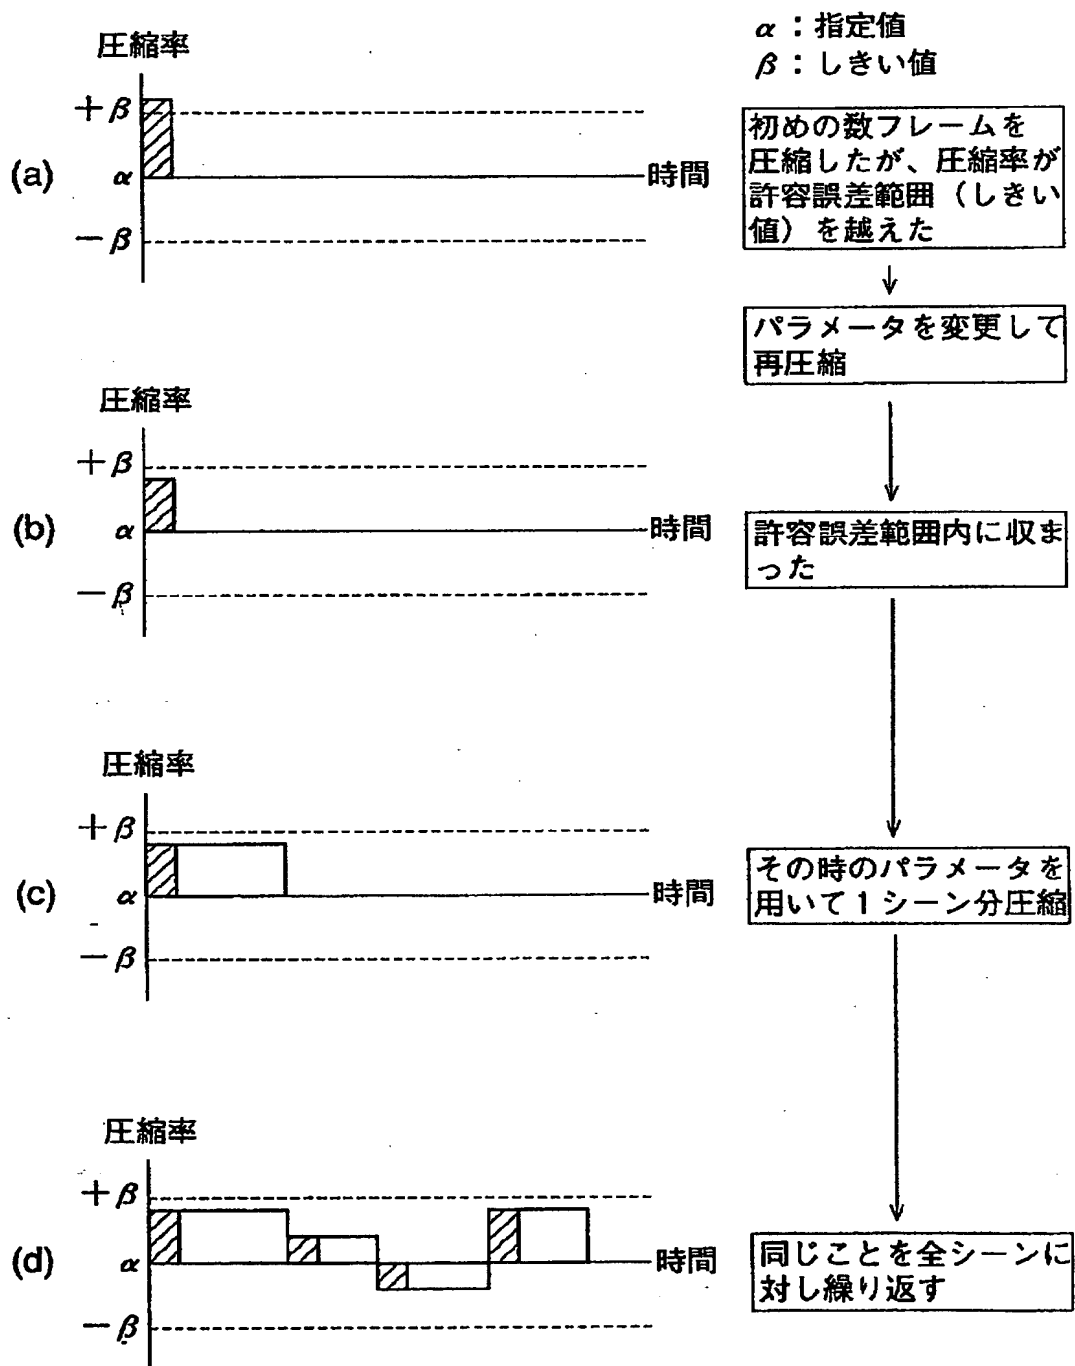 α：指定値
β：しきい値
圧縮率
+β
(a)
α
時間
-β
初めの数フレームを
圧縮したが、圧縮率が
許容誤差範囲（しきい
値）を越えた
パラメータを変更して
再圧縮
圧縮率
+β
(b)
α
時間
-β
許容誤差範囲内に収ま
った
圧縮率
+β
(c)
α
時間
-β
その時のパラメータを
用いて1シーン分圧縮
圧縮率
+β
(d)
α
時間
-β
同じことを全シーンに
対し繰り返す